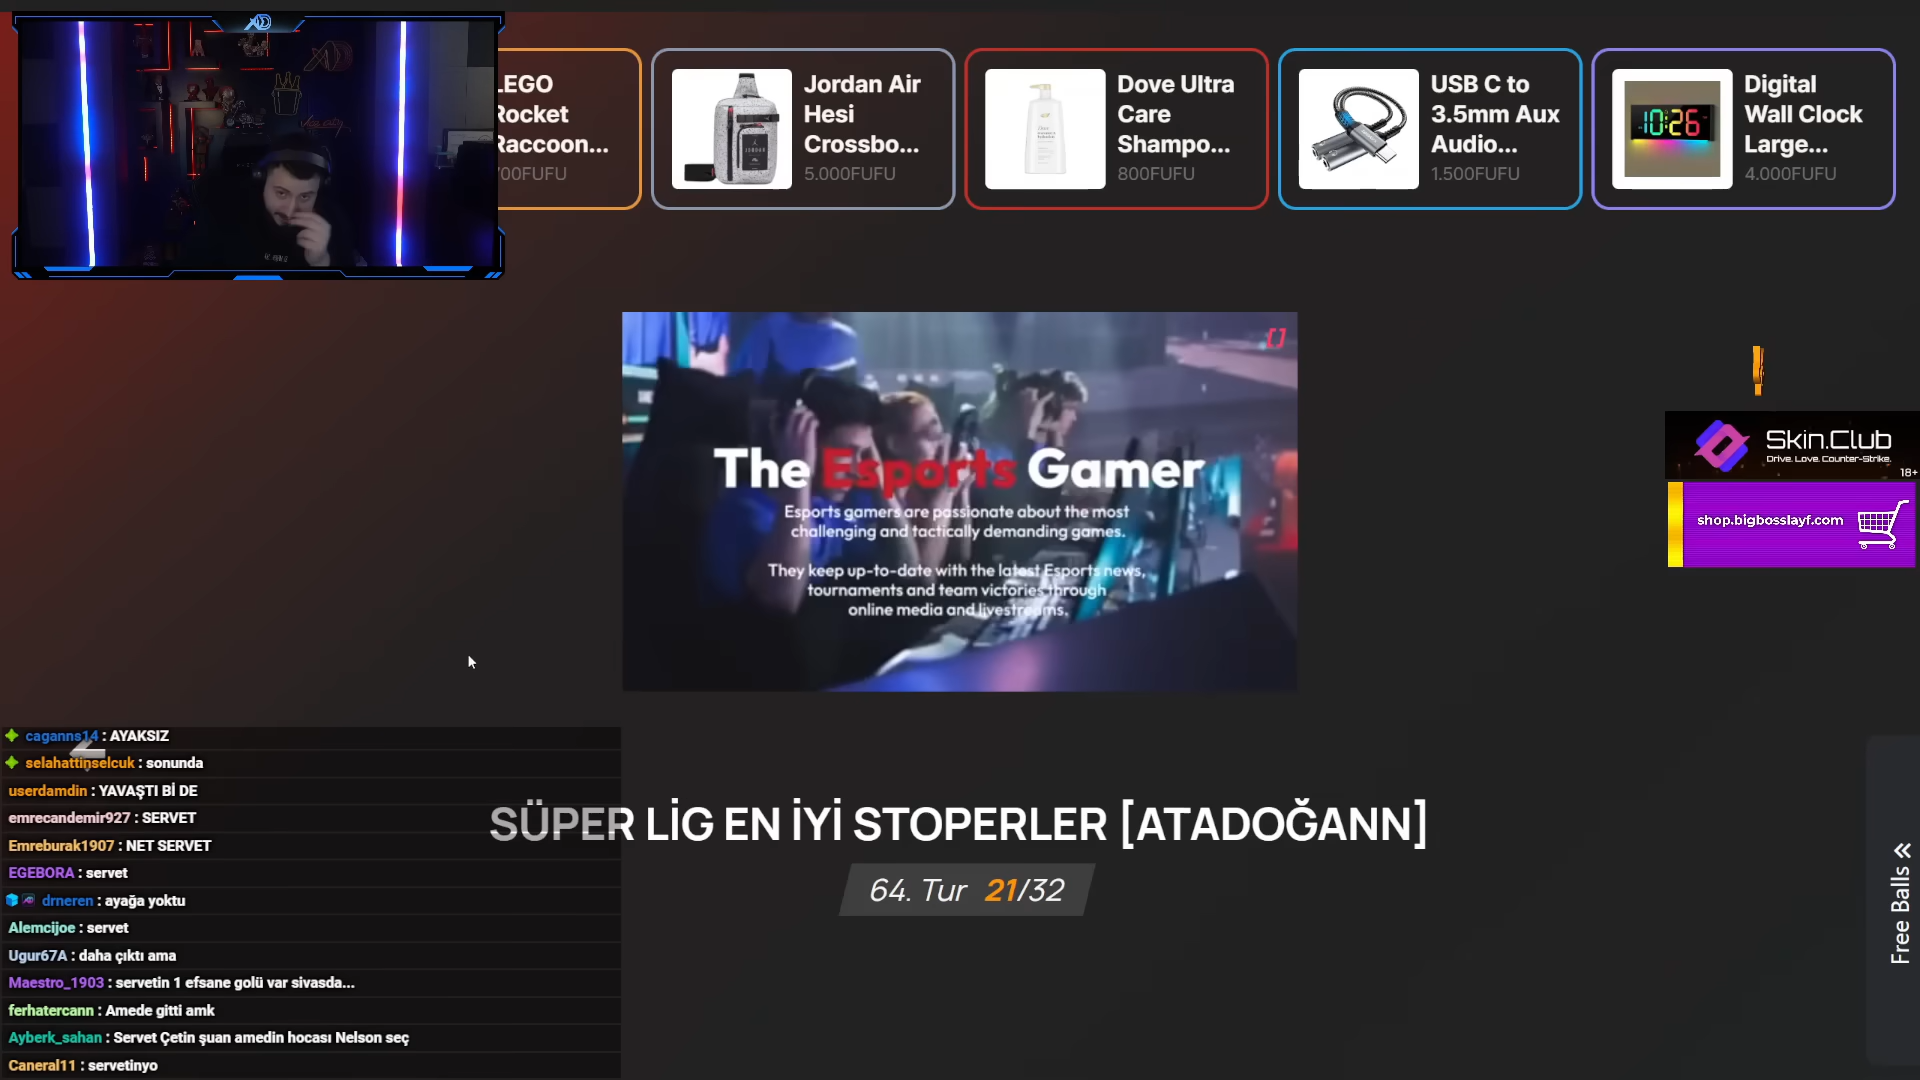 LEGO
Rocket
Raccoon...
700FUFU
Jordan Air
Hesi
Crossbo...
5.000FUFU
Dove Ultra
Care
Shampo...
800FUFU
USB C to
3.5mm Aux
Audio...
1.500FUFU
10:26
Digital
Wall Clock
Large...
4.000FUFU
The Esports Gamer
Esports gamers are passionate about the most
challenging and tactically demanding games.
They keep up-to-date with the latest Esports news,
tournaments and team victories through
online media and livestreams.
Skin.Club
Drive. Love. Counter-Strike.
18+
shop.bigbosslayf.com
caganns14 : AYAKSIZ
selahattinselcuk : sonunda
userdamdin : YAVAŞTI Bİ DE
emrecandemir927 : SERVET
Emreburak1907 : NET SERVET
EGEBORA : servet
drneren : ayağa yoktu
Alemcijoe : servet
Ugur67A : daha çıktı ama
Maestro_1903 : servetin 1 efsane golü var sivasda...
ferhatercann : Amede gitti amk
Ayberk_sahan : Servet Çetin şuan amedin hocası Nelson seç
Caneral11 : servetinyo
SÜPER LİG EN İYİ STOPERLER [ATADOĞANN]
64. Tur 21/32
Free Balls